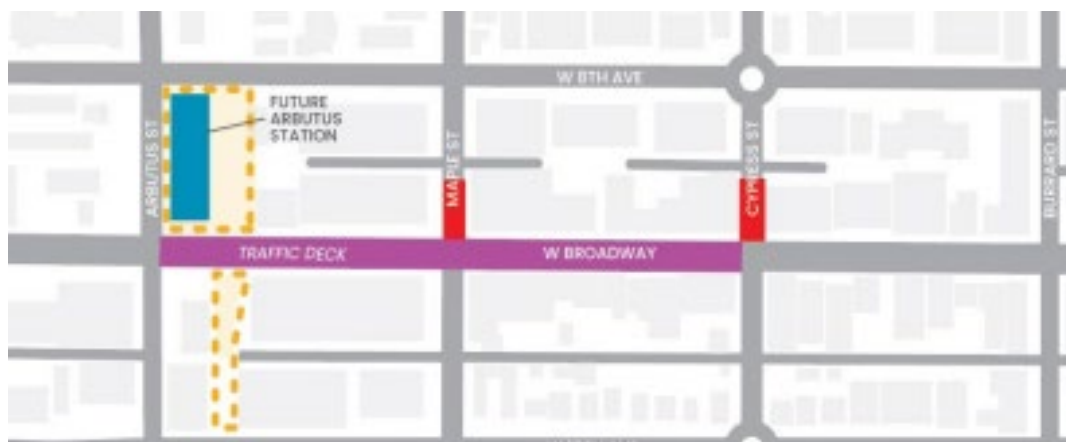 W 8TH AVE
FUTURE
ARBUTUS
STATION
ARBUTUS ST
MAPLE ST
CYPRESS ST
BURRARD ST
TRAFFIC DECK
W BROADWAY